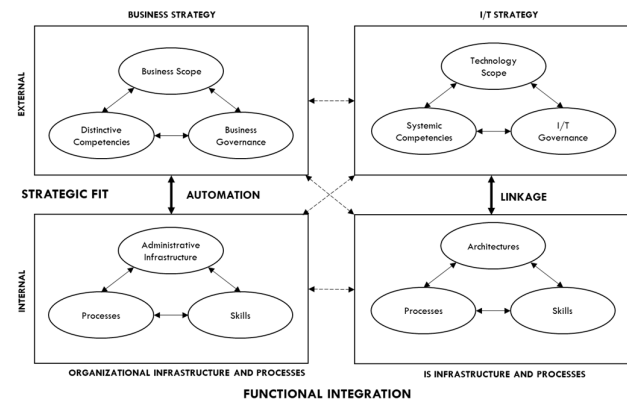 BUSINESS STRATEGY
I/T STRATEGY
EXTERNAL
Business Scope
Distinctive
Competencies
Business
Governance
Technology
Scope
Systemic
Competencies
I/T
Governance
STRATEGIC FIT
AUTOMATION
LINKAGE
INTERNAL
Administrative
Infrastructure
Processes
Skills
Architectures
Processes
Skills
ORGANIZATIONAL INFRASTRUCTURE AND PROCESSES
IS INFRASTRUCTURE AND PROCESSES
FUNCTIONAL INTEGRATION